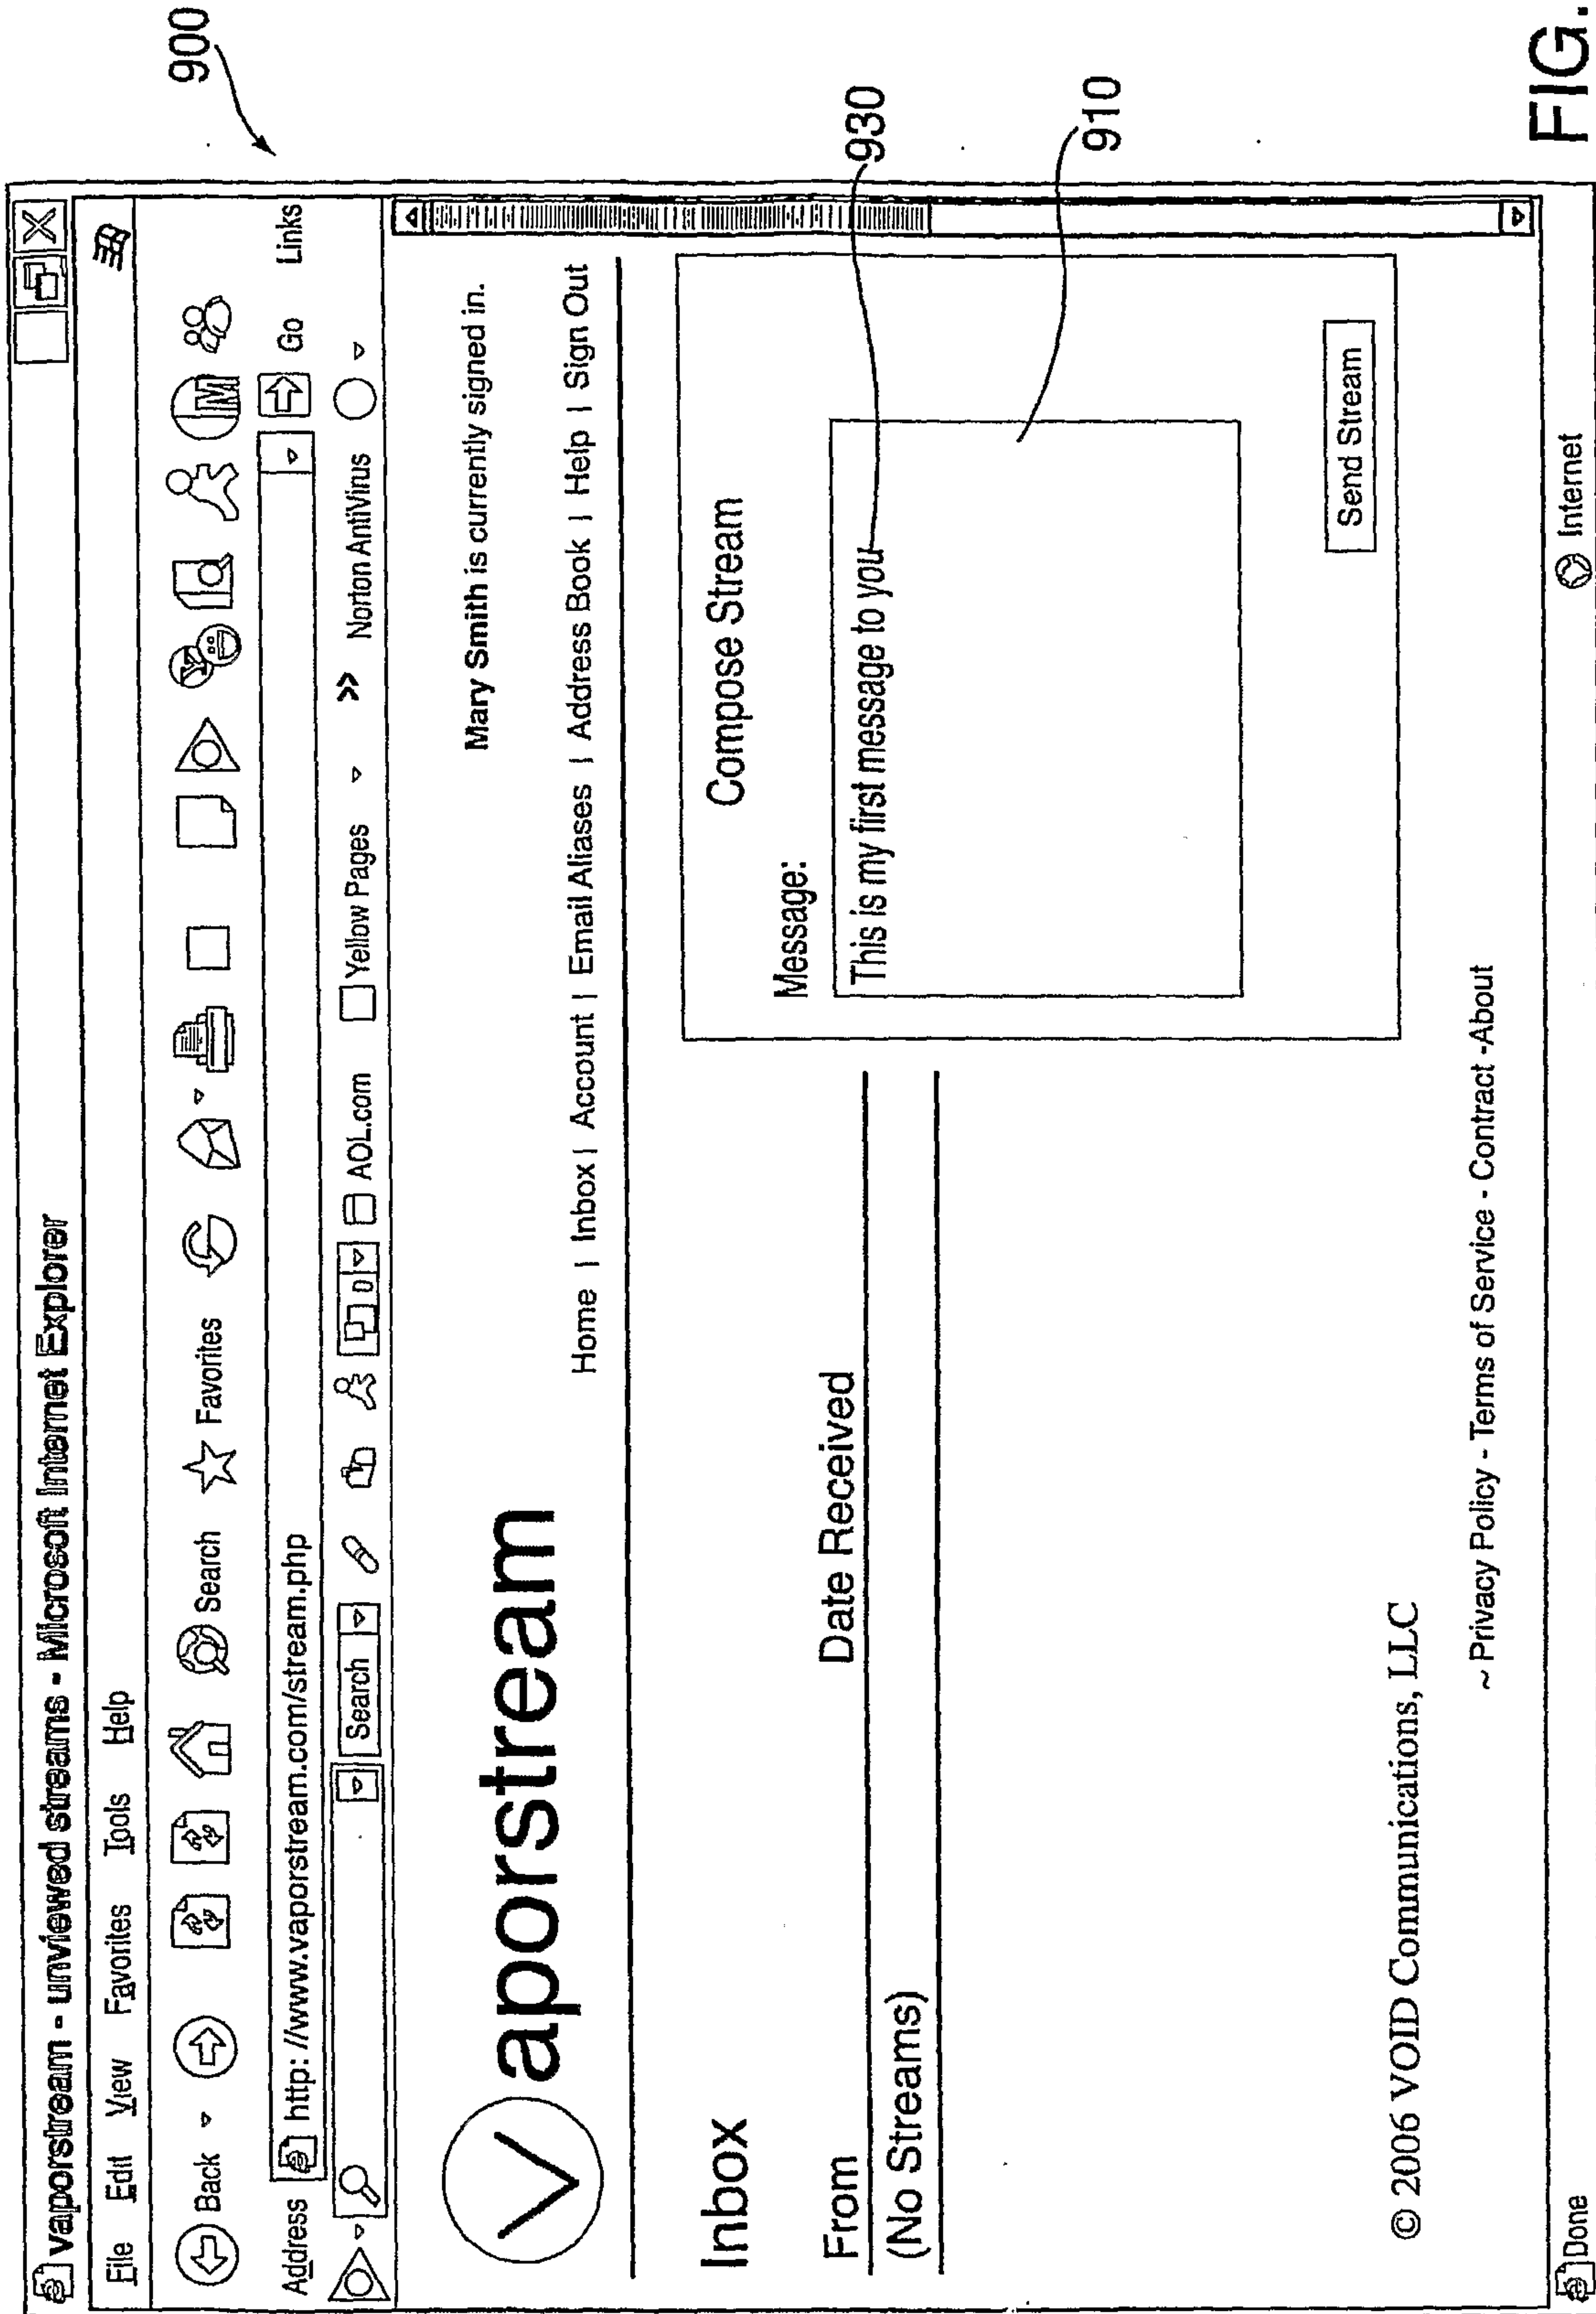 vaporstream - unviewed streams - Microsoft Internet Explorer
File Edit View Favorites Tools Help
Back Search Favorites
Address http: //www.vaporstream.com/stream.php Go Links
Search 0 AOL.com Yellow Pages >> Norton AntiVirus
Vaporstream
Mary Smith is currently signed in.
Home | Inbox | Account | Email Aliases | Address Book | Help | Sign Out
Inbox
From Date Received
(No Streams)
Compose Stream
Message:
This is my first message to you
Send Stream
© 2006 VOID Communications, LLC
~ Privacy Policy - Terms of Service - Contract -About
Done Internet
900
930
910
FIG.